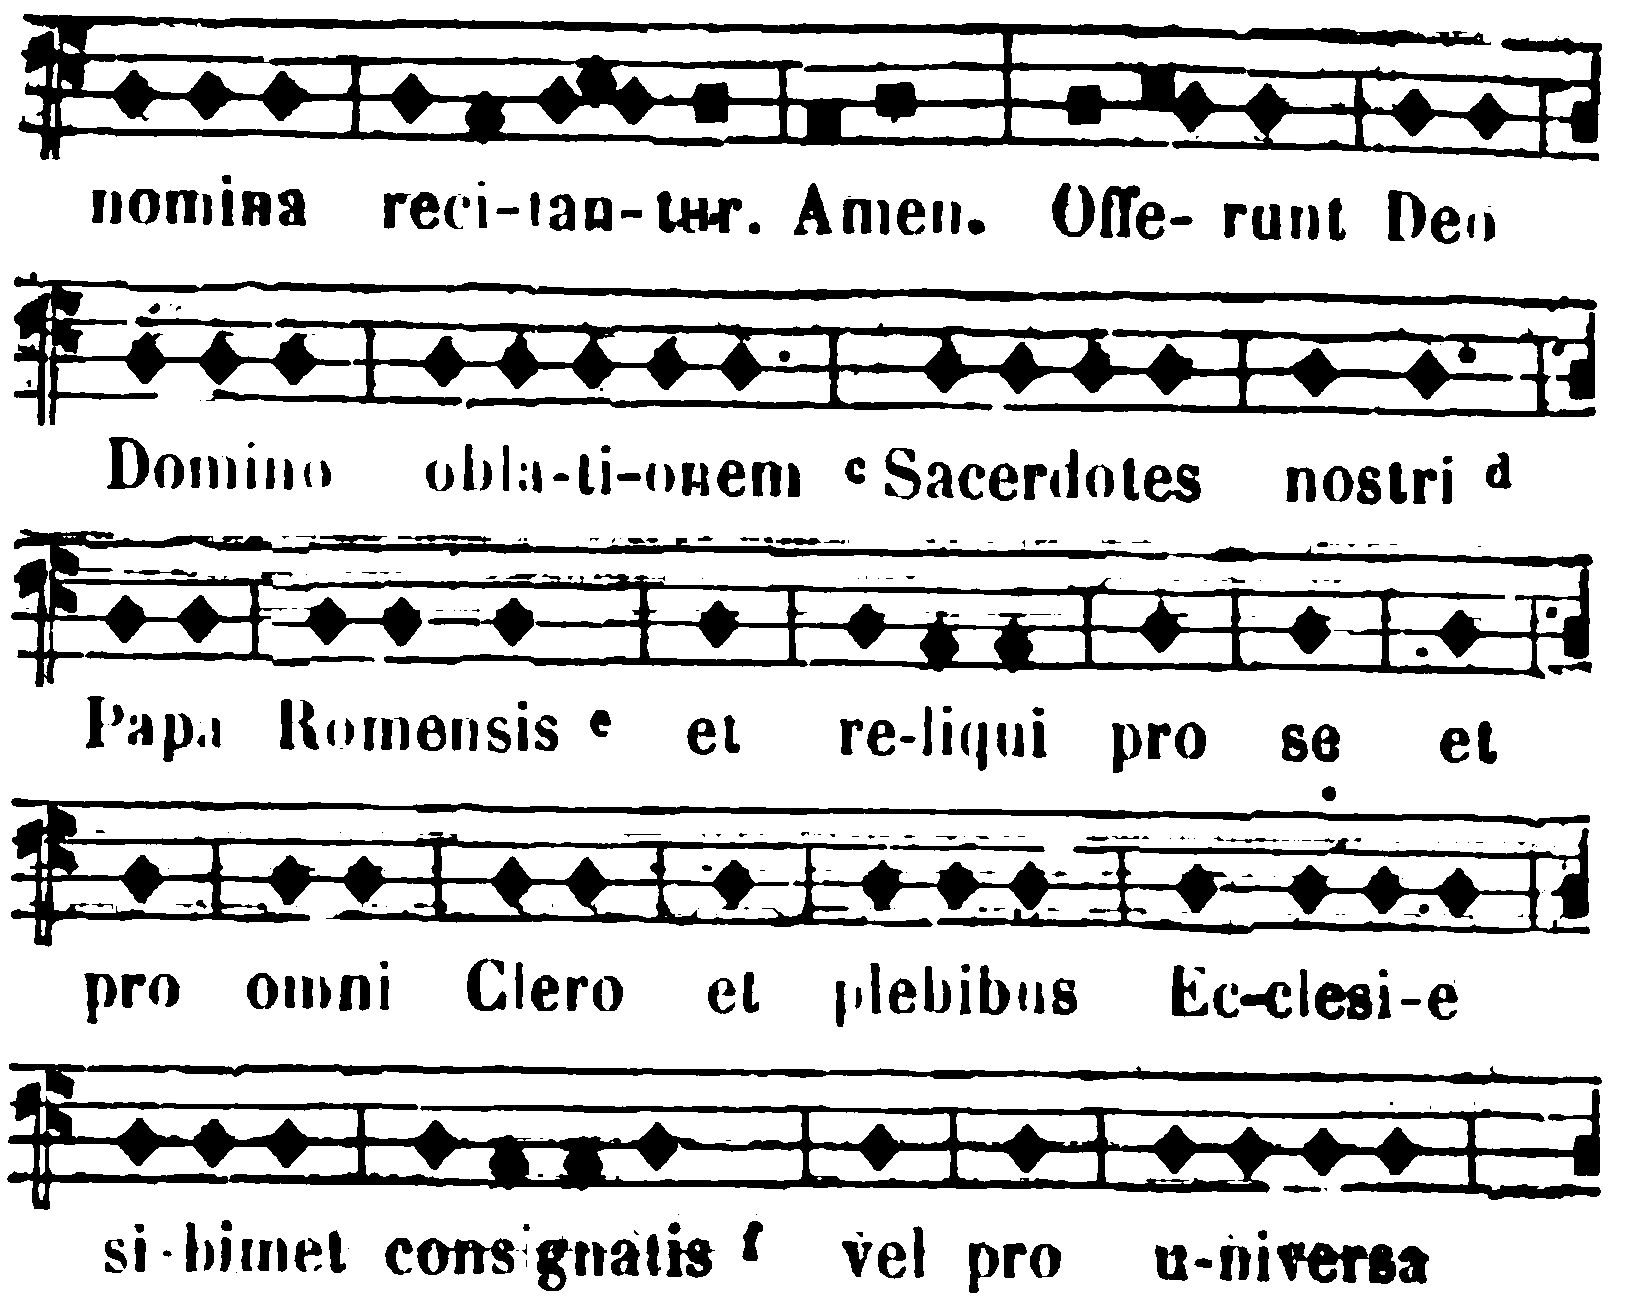 nomina reci-tan-tur. Amen. Offe-runt Deo
Domino obla-ti-onem c Sacerdotes nostri d
Papa Romensis e et re-liqui pro se et
pro omni Clero et plebibus Ec-clesi-e
si-bimet consignatis f vel pro u-niversa